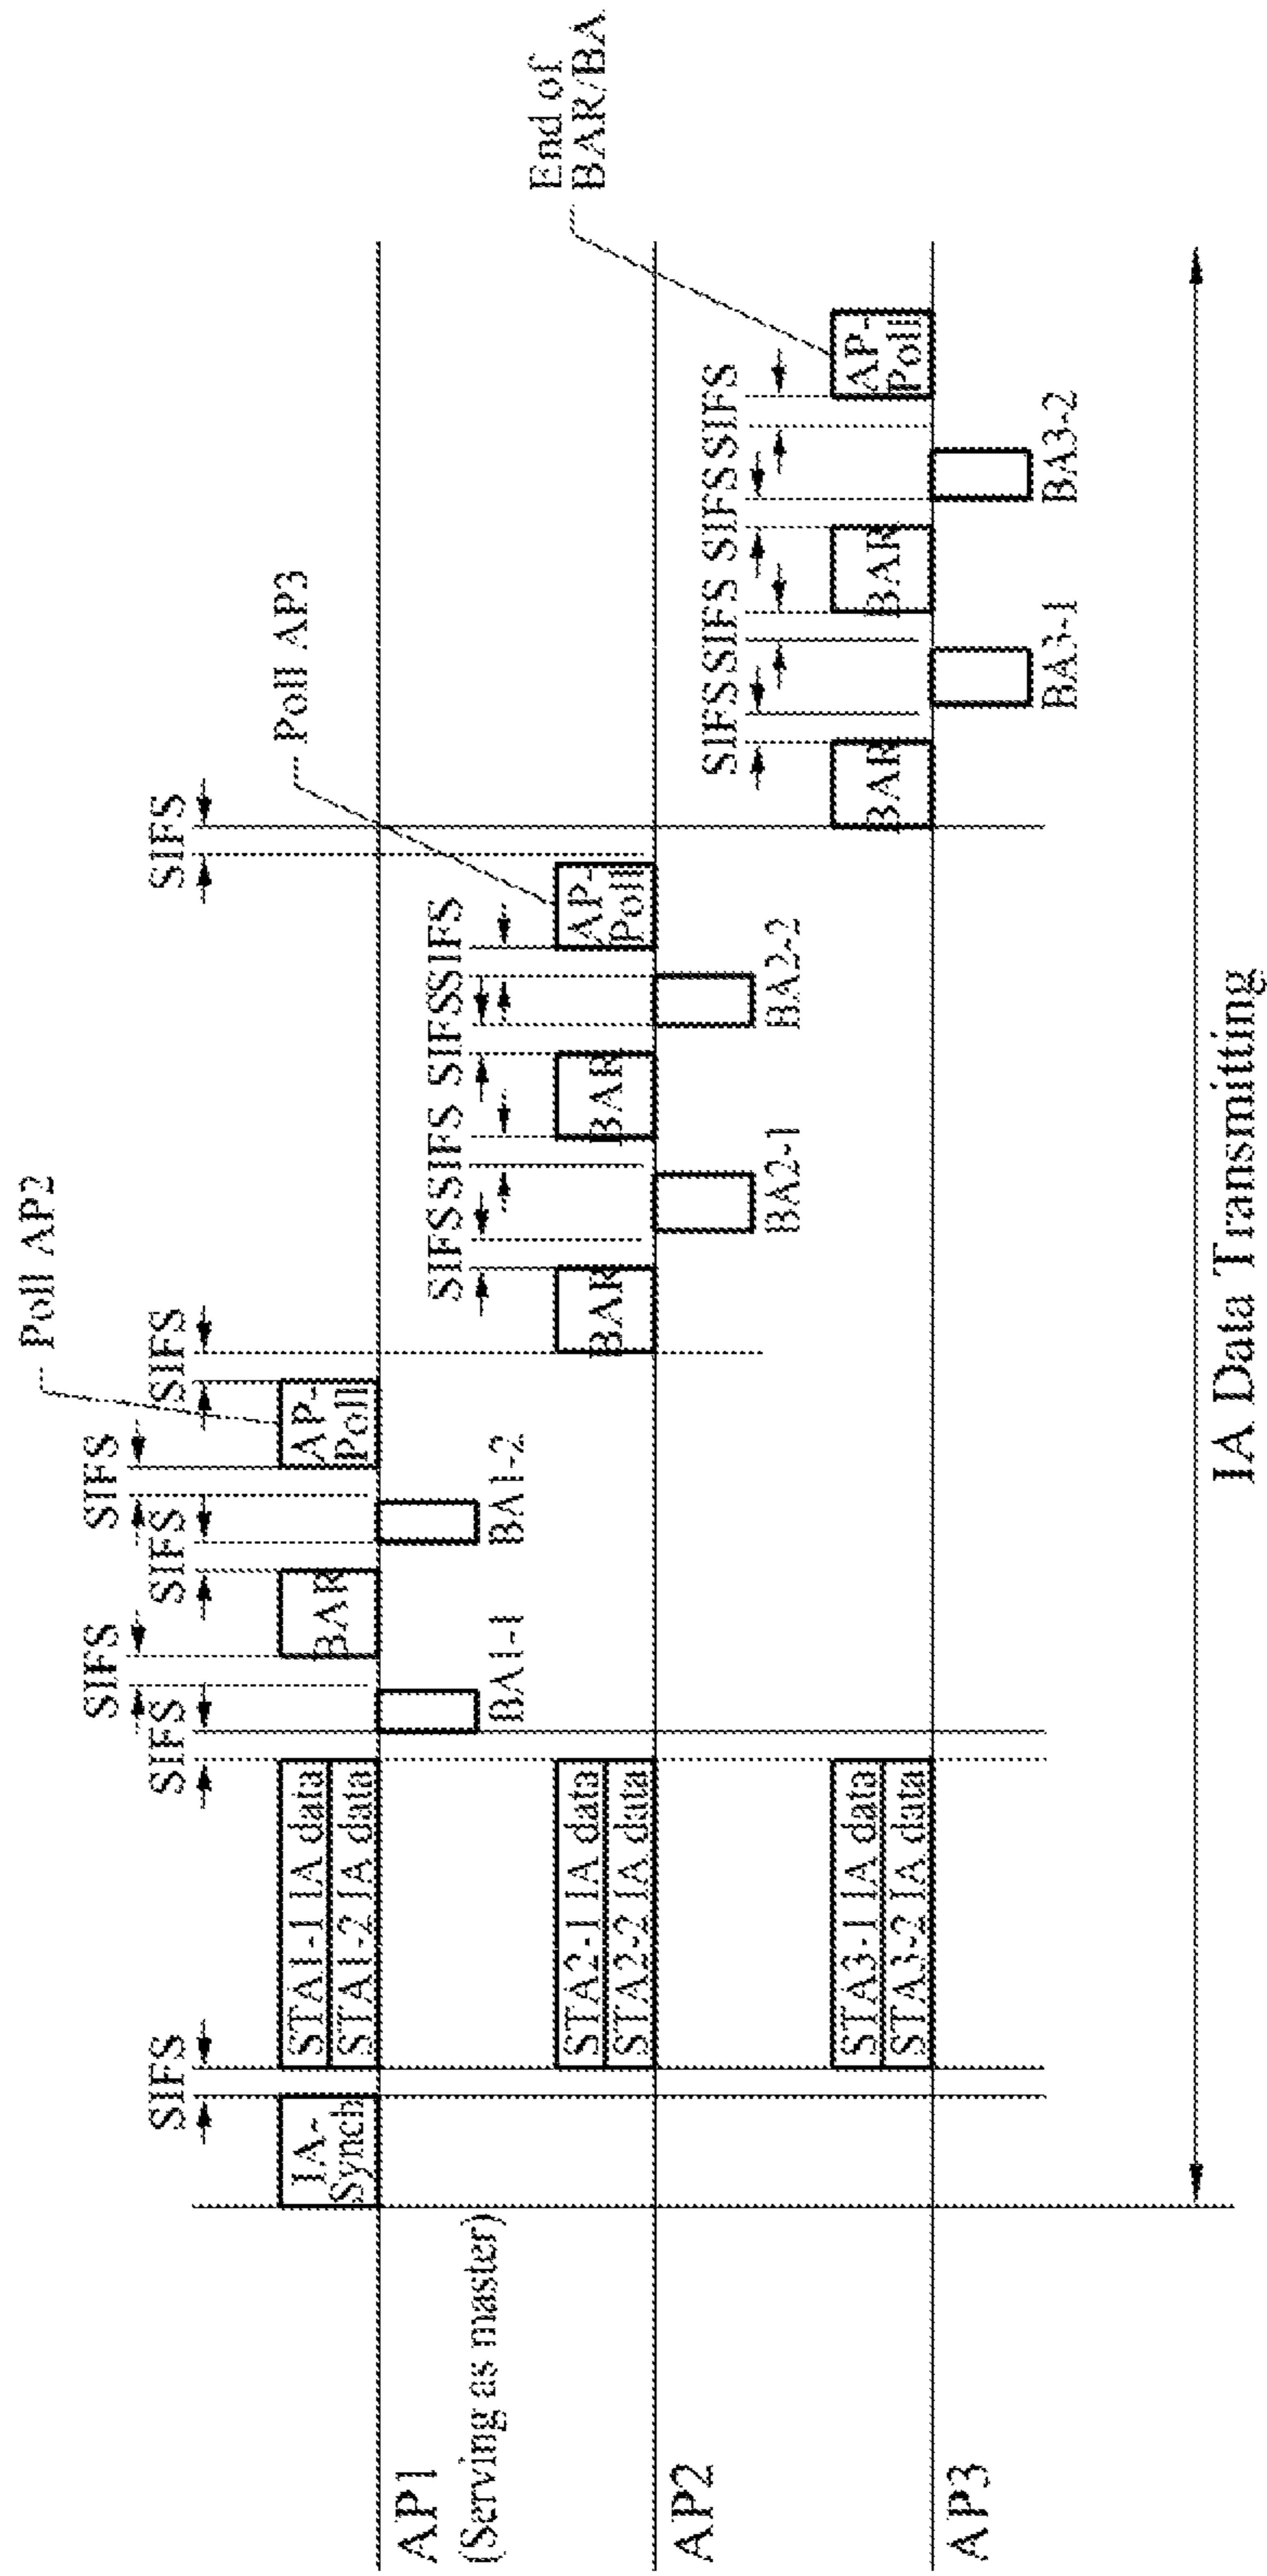 Poll AP2
Poll AP3
End of
BAR/BA
SIFS
SIFS
SIFS
SIFS
SIFS
SIFS
SIFS
IA-
Synch
STA1-1 IA data
STA1-2 IA data
BAR
AP-
Poll
AP1
(Serving as master)
BA1-1
BA1-2
SIFS SIFS SIFS SIFS
STA2-1 IA data
STA2-2 IA data
BAR
BAR
AP-
Poll
AP2
BA2-1
BA2-2
SIFS SIFS SIFS SIFS
STA3-1 IA data
STA3-2 IA data
BAR
BAR
AP-
Poll
AP3
BA3-1
BA3-2
IA Data Transmitting